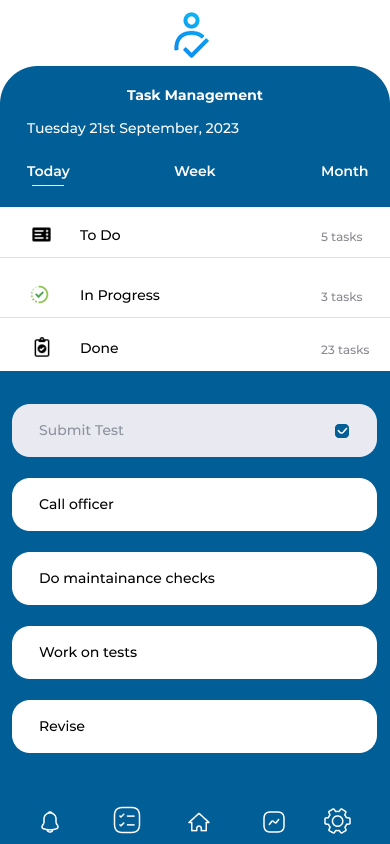 Task Management
Tuesday 21st September, 2023
Today Week Month
To Do 5 tasks
In Progress 3 tasks
Done 23 tasks
Submit Test
Call officer
Do maintainance checks
Work on tests
Revise